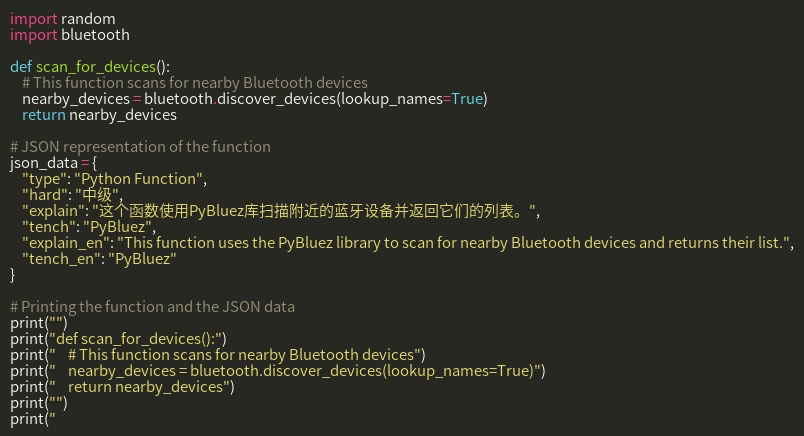 import random
import bluetooth

def scan_for_devices():
    # This function scans for nearby Bluetooth devices
    nearby_devices = bluetooth.discover_devices(lookup_names=True)
    return nearby_devices

# JSON representation of the function
json_data = {
    "type": "Python Function",
    "hard": "中级",
    "explain": "这个函数使用PyBluez库扫描附近的蓝牙设备并返回它们的列表。",
    "tench": "PyBluez",
    "explain_en": "This function uses the PyBluez library to scan for nearby Bluetooth devices and returns their list.",
    "tench_en": "PyBluez"
}

# Printing the function and the JSON data
print("")
print("def scan_for_devices():")
print("    # This function scans for nearby Bluetooth devices")
print("    nearby_devices = bluetooth.discover_devices(lookup_names=True)")
print("    return nearby_devices")
print("")
print("